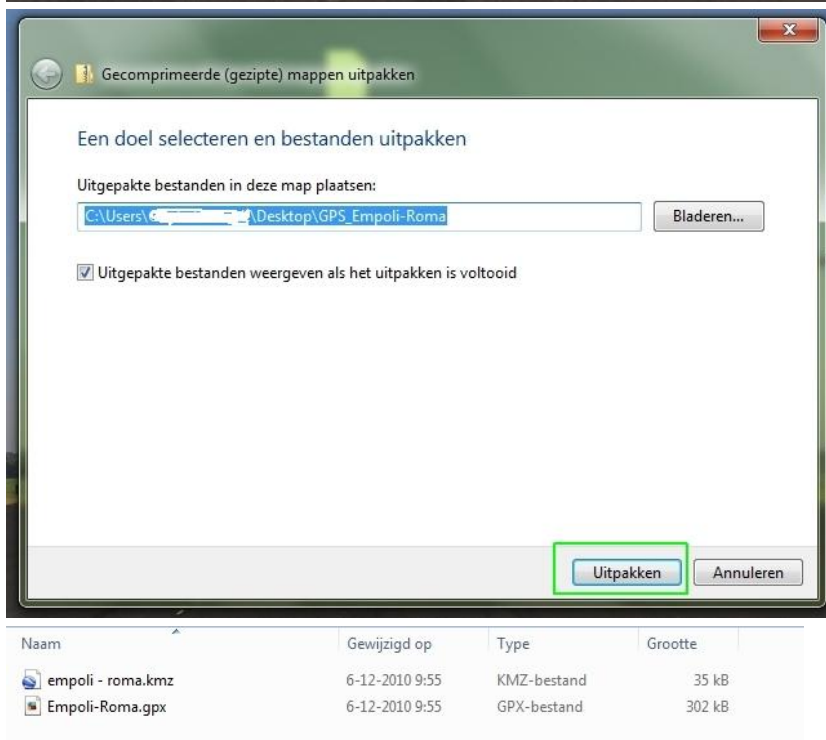 Gecomprimeerde (gezipte) mappen uitpakken
Een doel selecteren en bestanden uitpakken
Uitgepakte bestanden in deze map plaatsen:
C:\Users\ \Desktop\GPS_Empoli-Roma
Bladeren...
Uitgepakte bestanden weergeven als het uitpakken is voltooid
Uitpakken Annuleren
Naam Gewijzigd op Type Grootte
empoli - roma.kmz 6-12-2010 9:55 KMZ-bestand 35 kB
Empoli-Roma.gpx 6-12-2010 9:55 GPX-bestand 302 kB